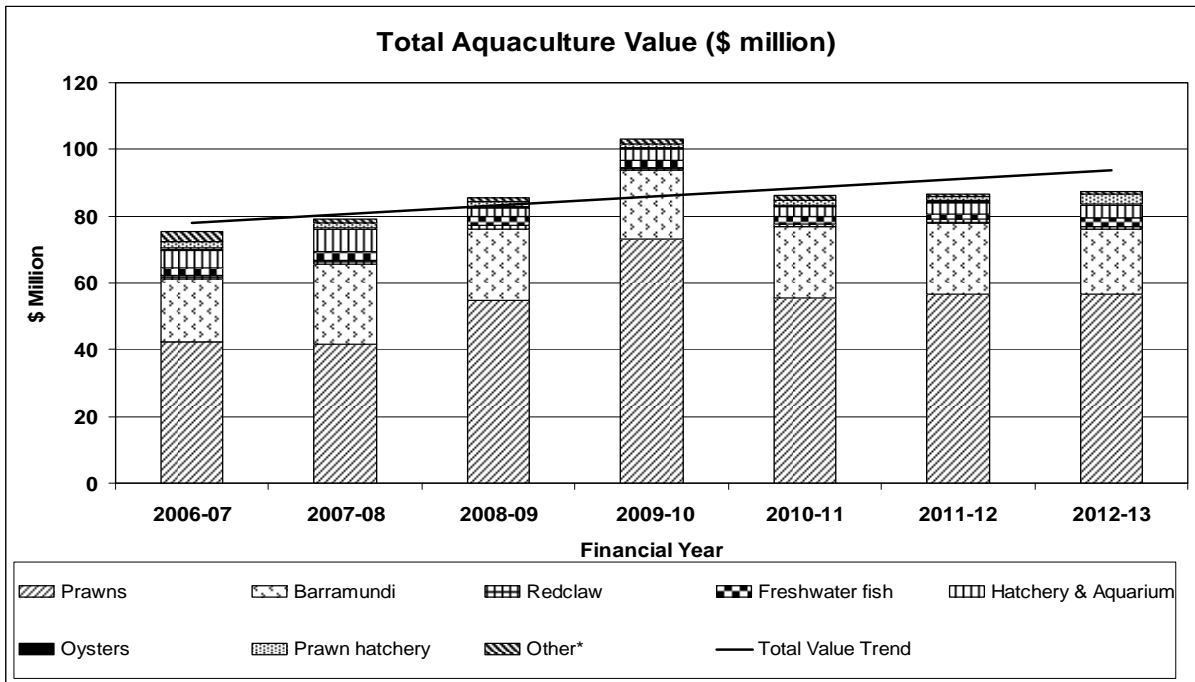 Total Aquaculture Value ($ million)
120
100
80
60
40
20
0
$ Million
2006-07 2007-08 2008-09 2009-10 2010-11 2011-12 2012-13
Financial Year
Prawns Barramundi Redclaw Freshwater fish Hatchery & Aquarium
Oysters Prawn hatchery Other* Total Value Trend